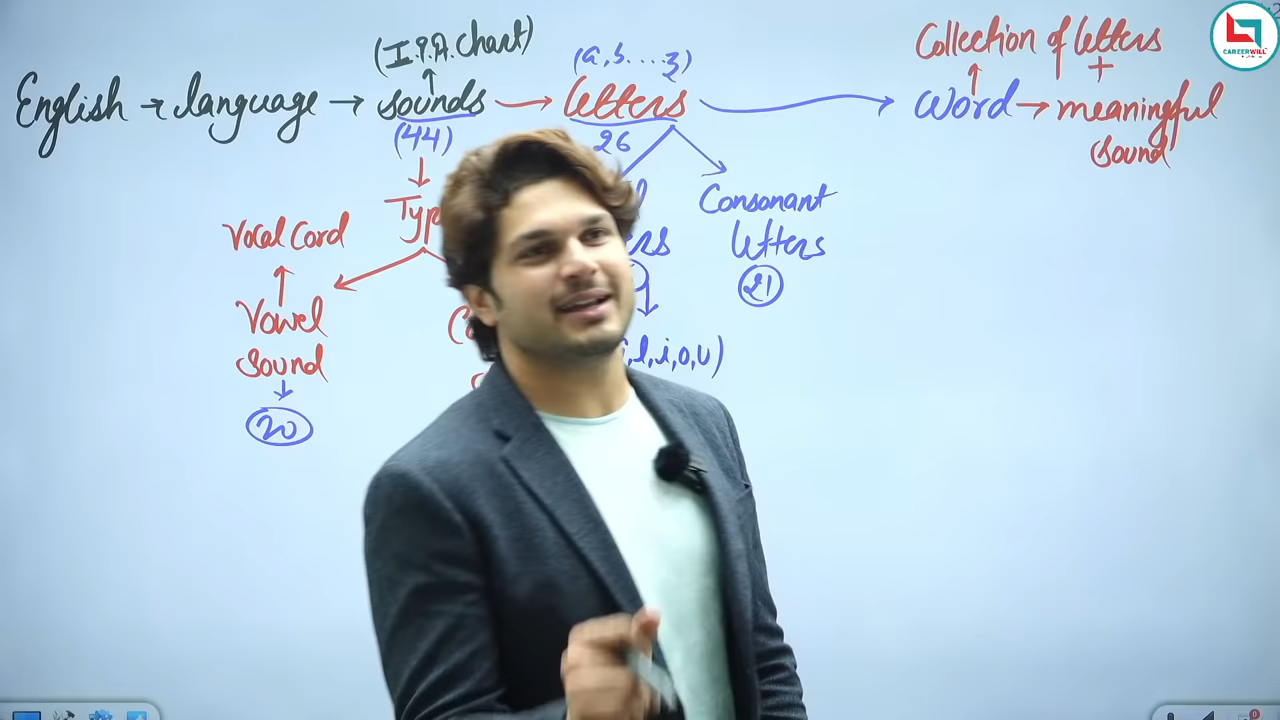 (I.P.A. Chart)
(a, b....z)
Collection of letters
+
CAREERWILL
English → language → sounds → letters → Word → meaningful
sound
(44)
26
Consonant
letters
21
Vocal Cord
Vowel
sound
20
i, o, u)